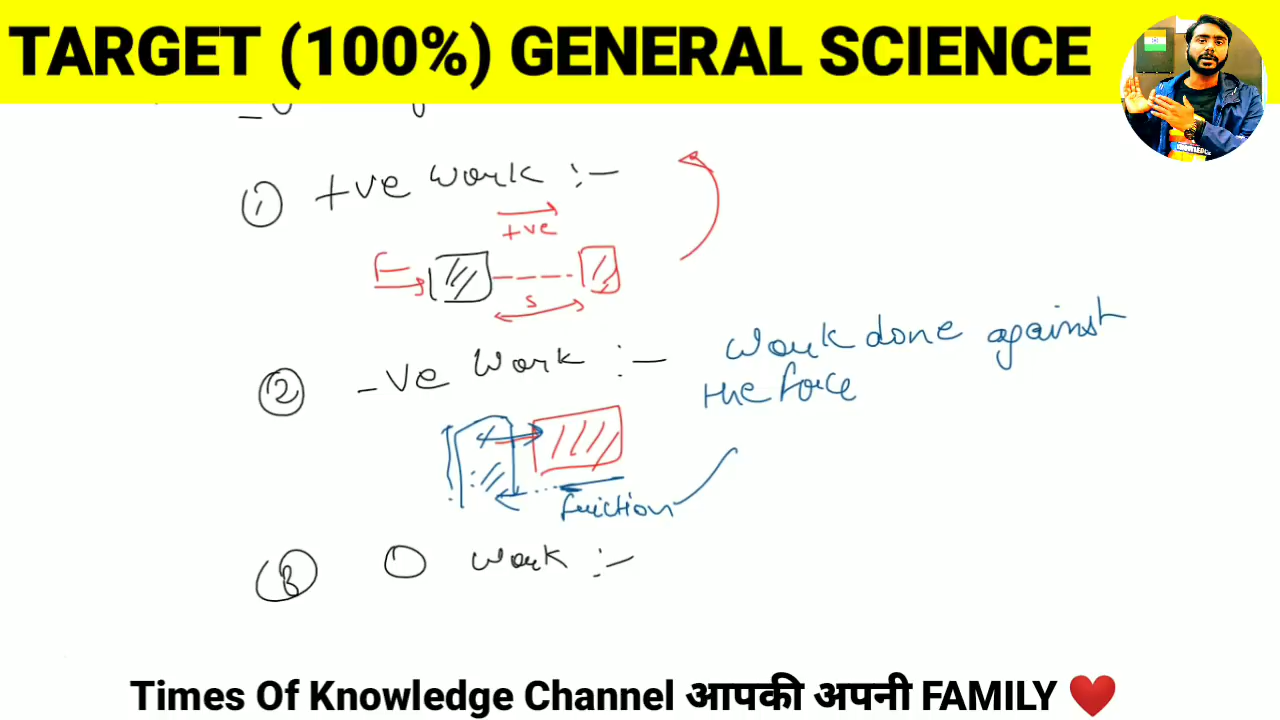 TARGET (100%) GENERAL SCIENCE
① +ve work :-
+ve
F
s
② -ve work :- work done against
the force
friction
③ 0 work :-
Times Of Knowledge Channel आपकी अपनी FAMILY ❤️